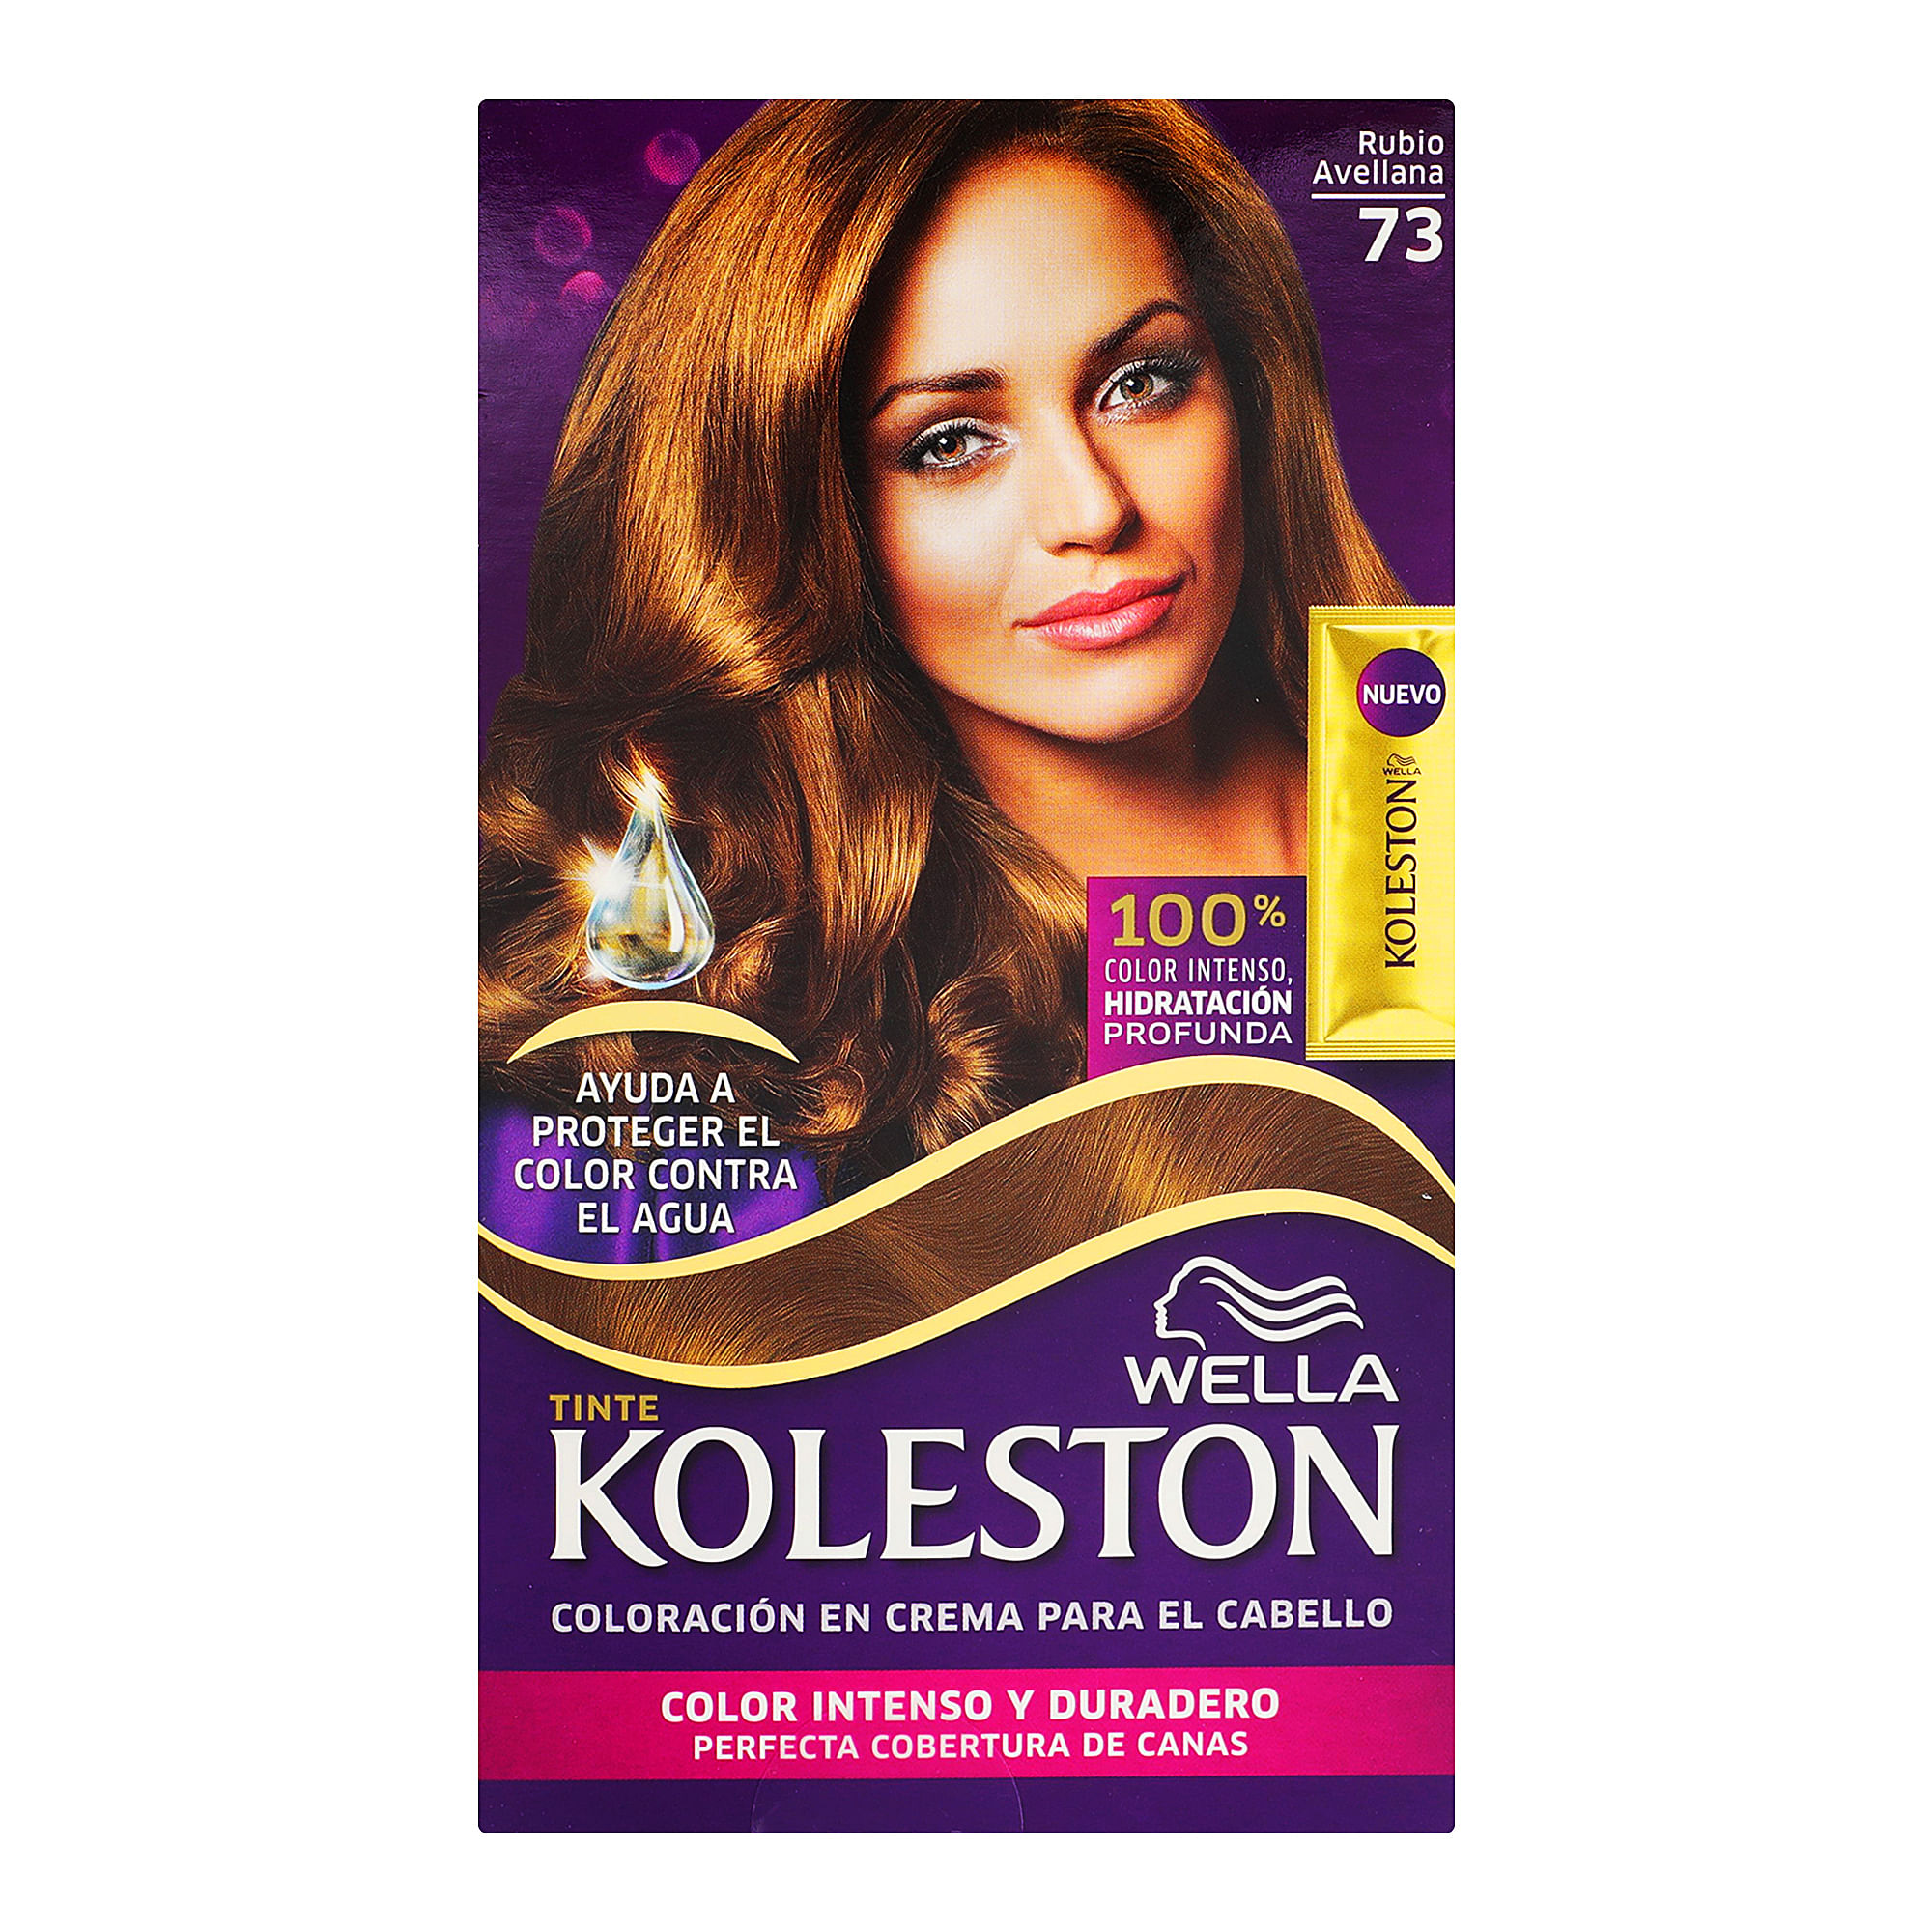 Rubio
Avellana
73
NUEVO
WELLA
KOLESTON
100%
COLOR INTENSO,
HIDRATACIÓN
PROFUNDA
AYUDA A
PROTEGER EL
COLOR CONTRA
EL AGUA
WELLA
TINTE
KOLESTON
COLORACIÓN EN CREMA PARA EL CABELLO
COLOR INTENSO Y DURADERO
PERFECTA COBERTURA DE CANAS